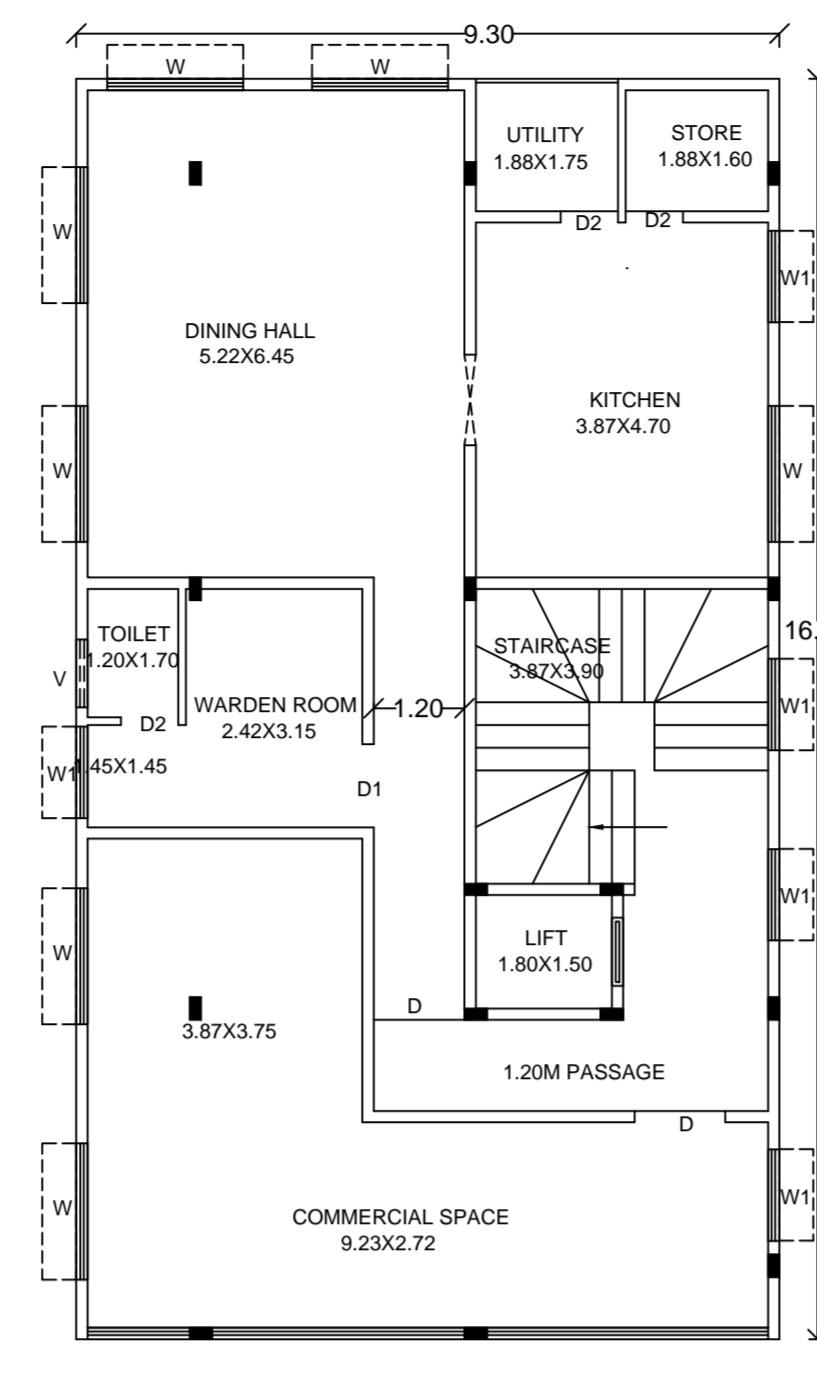 9.30
W
W
UTILITY
1.88X1.75
STORE
1.88X1.60
D2
D2
W
W1
DINING HALL
5.22X6.45
KITCHEN
3.87X4.70
W
W
TOILET
1.20X1.70
STAIRCASE
3.87X3.90
16.
V
WARDEN ROOM
2.42X3.15
1.20
W1
D2
W1
1.45X1.45
D1
W1
W
LIFT
1.80X1.50
D
3.87X3.75
1.20M PASSAGE
D
W
W1
COMMERCIAL SPACE
9.23X2.72